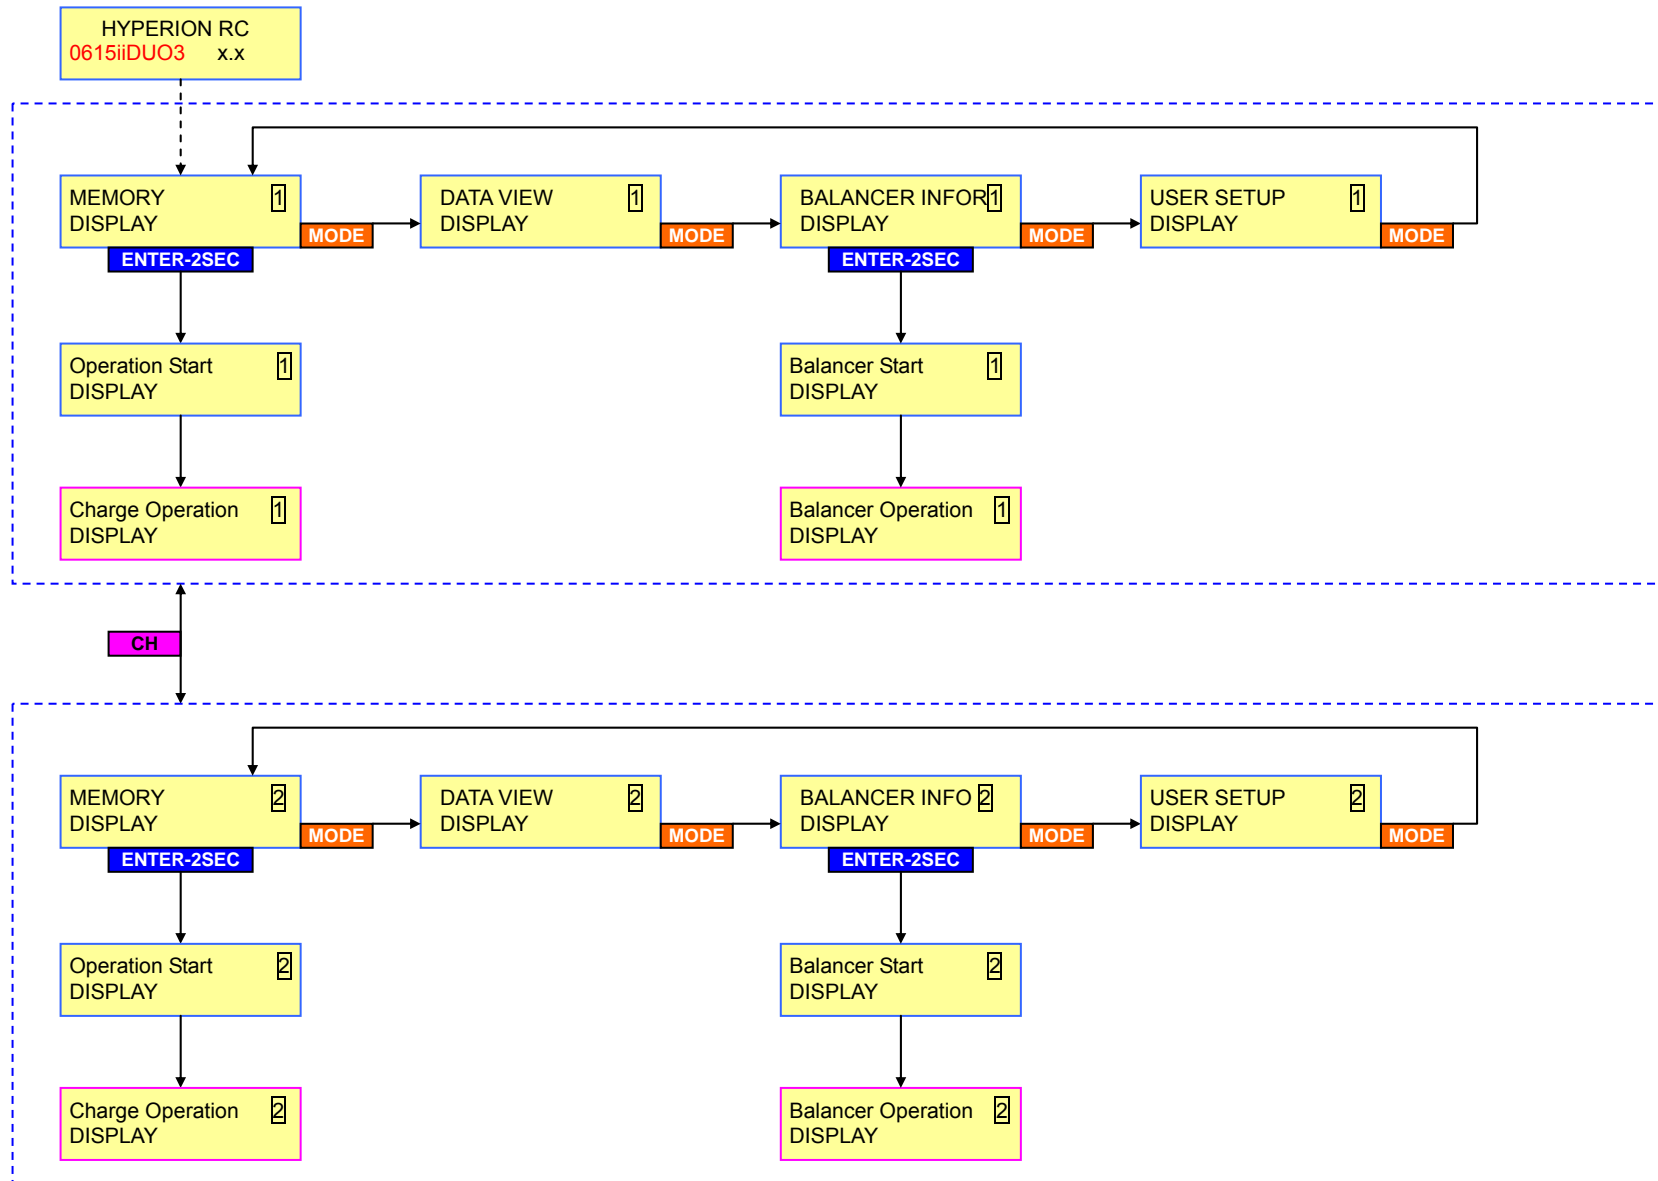 HYPERION RC
0615iiDUO3 x.x
MEMORY 1
DISPLAY
MODE
ENTER-2SEC
DATA VIEW 1
DISPLAY
MODE
BALANCER INFOR1
DISPLAY
MODE
ENTER-2SEC
USER SETUP 1
DISPLAY
MODE
Operation Start 1
DISPLAY
Balancer Start 1
DISPLAY
Charge Operation 1
DISPLAY
Balancer Operation 1
DISPLAY
CH
MEMORY 2
DISPLAY
MODE
ENTER-2SEC
DATA VIEW 2
DISPLAY
MODE
BALANCER INFO 2
DISPLAY
MODE
ENTER-2SEC
USER SETUP 2
DISPLAY
MODE
Operation Start 2
DISPLAY
Balancer Start 2
DISPLAY
Charge Operation 2
DISPLAY
Balancer Operation 2
DISPLAY